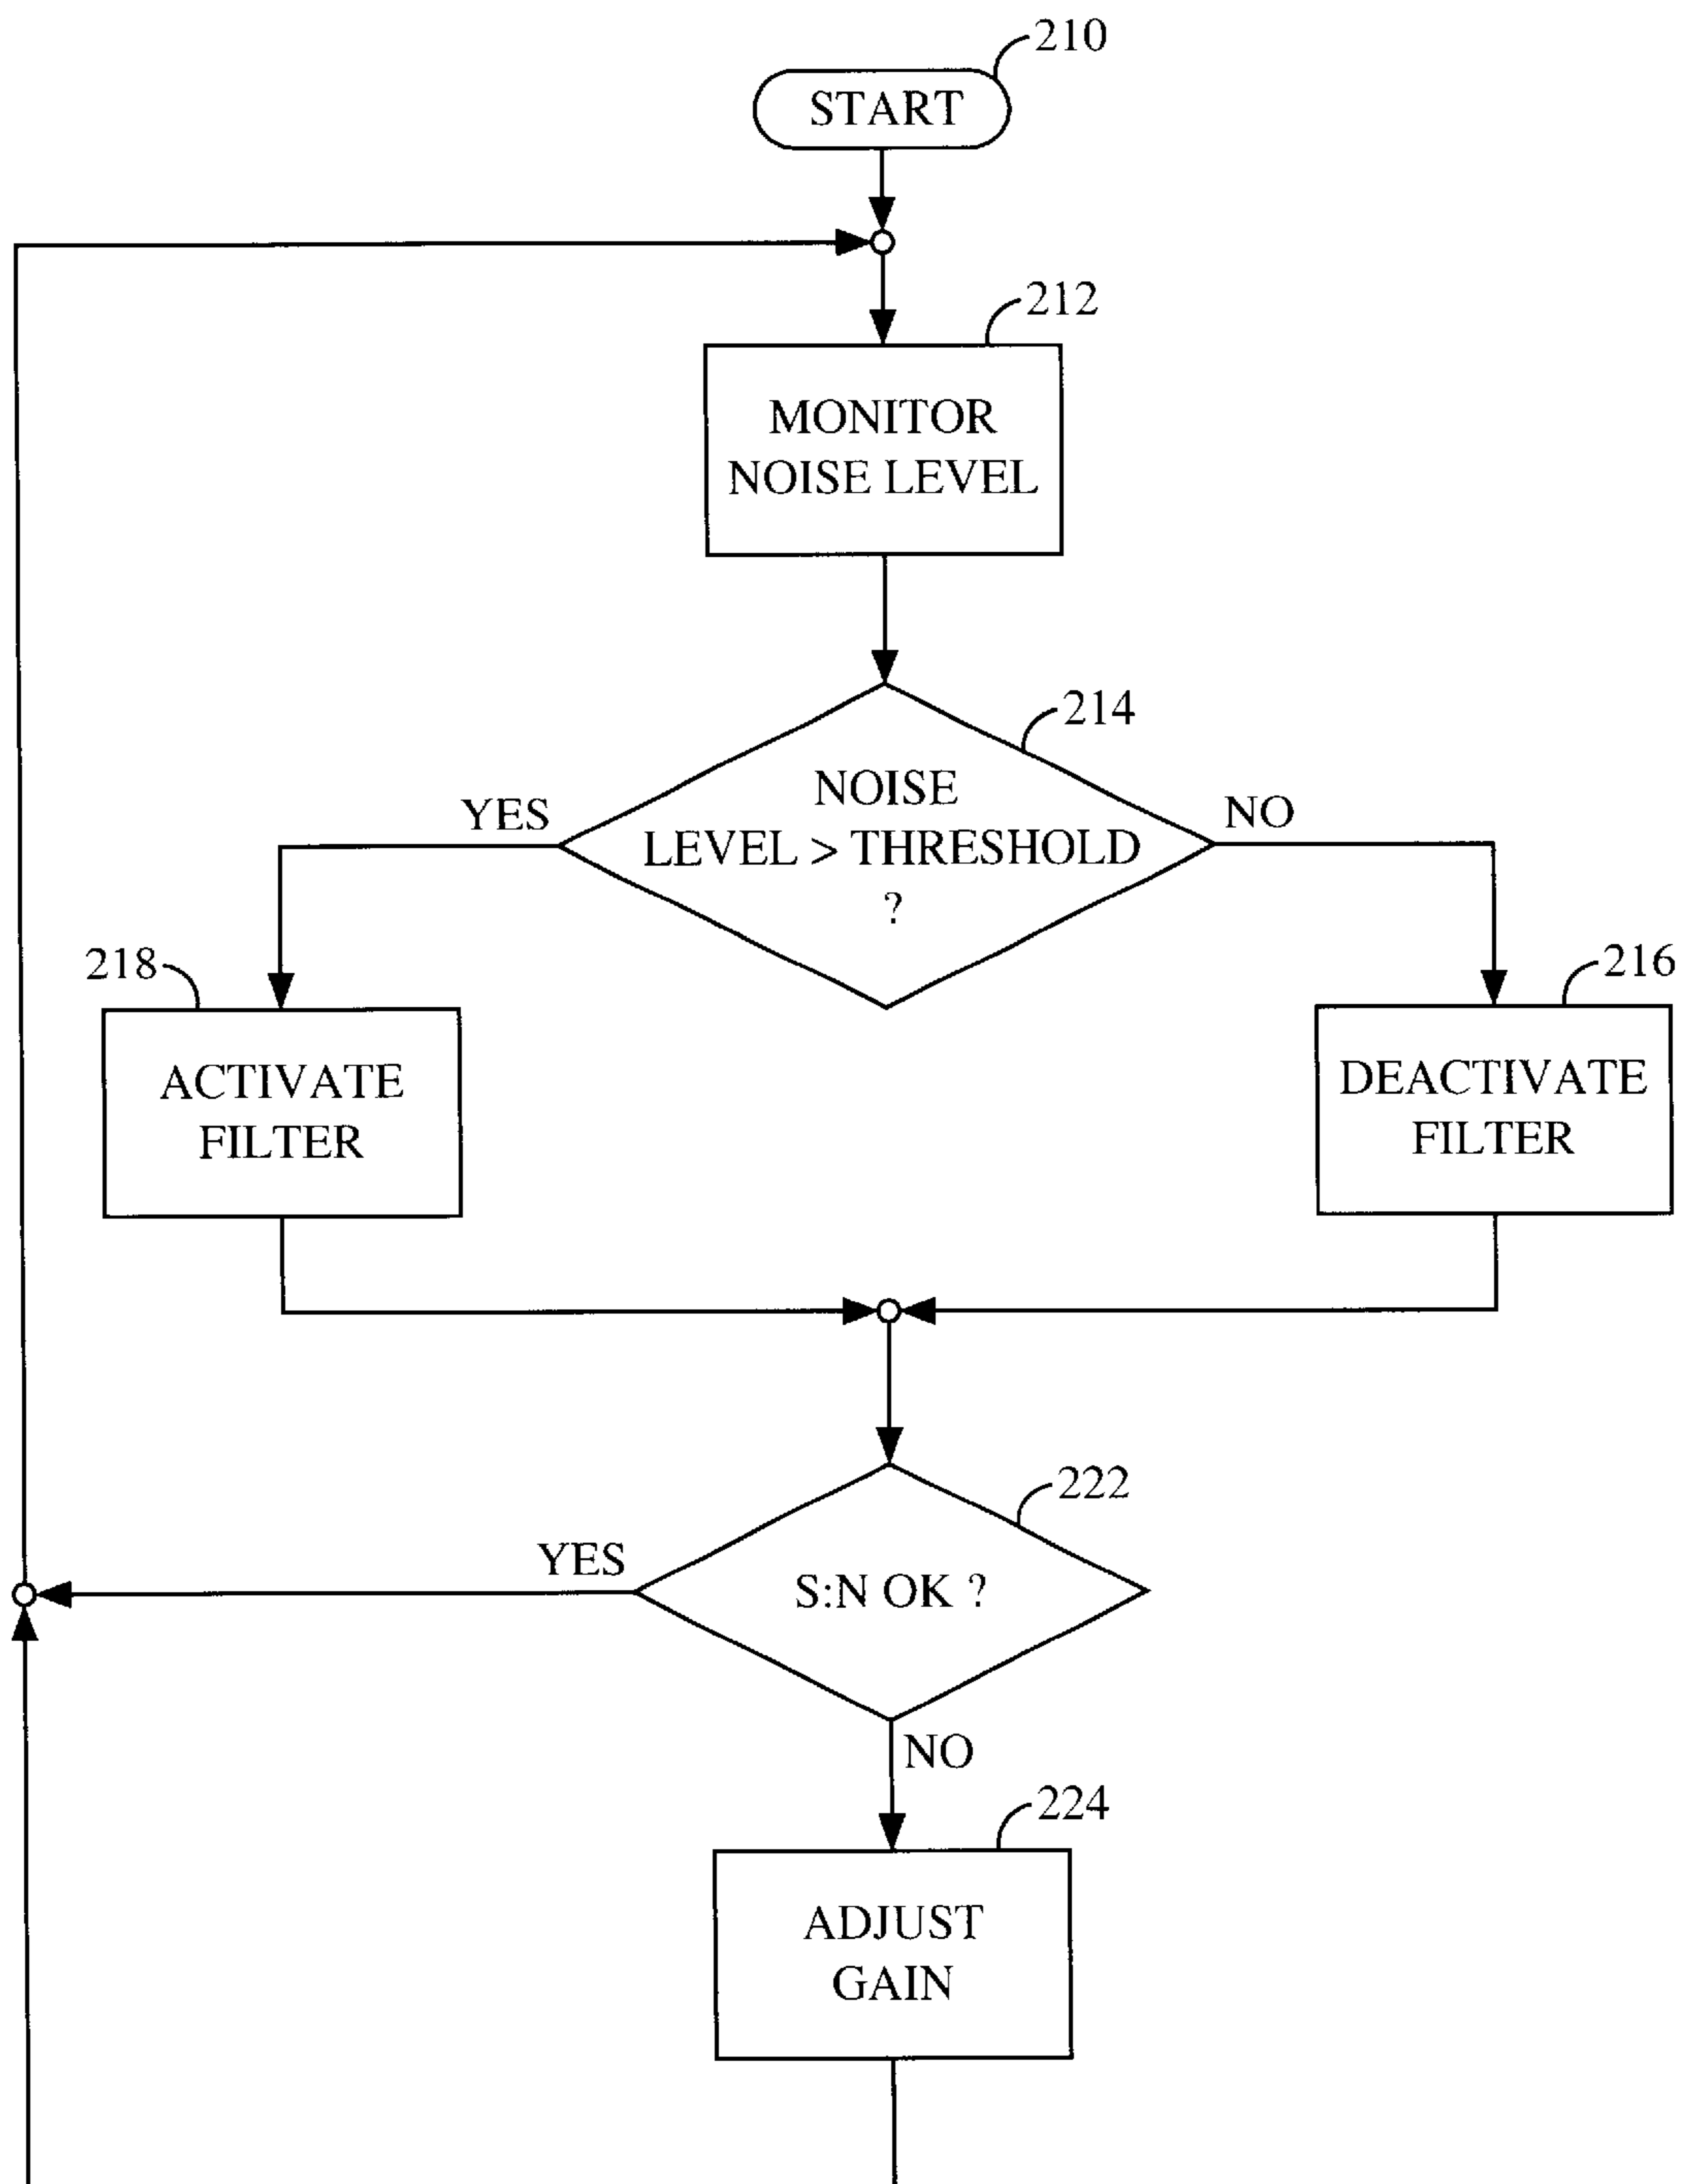 210
START
212
MONITOR
NOISE LEVEL
214
NOISE
LEVEL > THRESHOLD
?
YES
NO
218
216
ACTIVATE
FILTER
DEACTIVATE
FILTER
222
YES
S:N OK ?
NO
224
ADJUST
GAIN